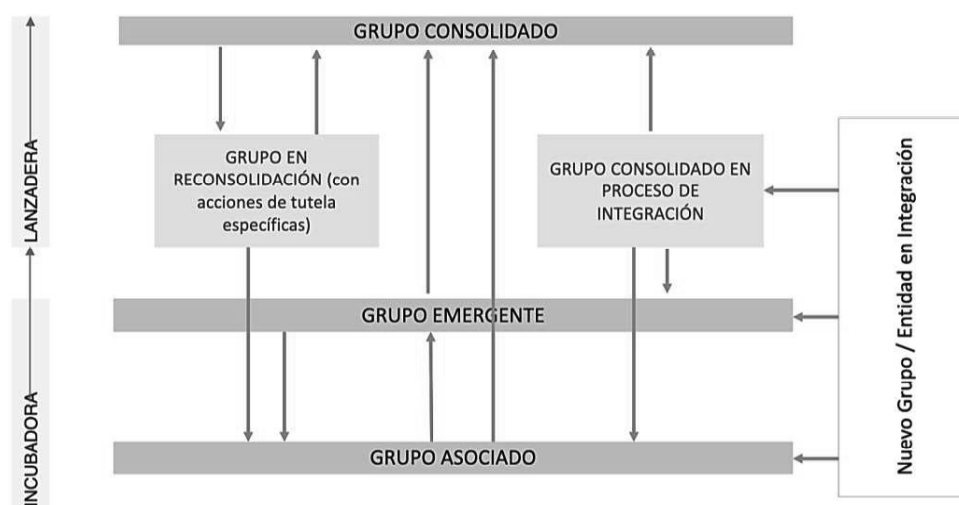 GRUPO CONSOLIDADO
LANZADERA
GRUPO EN
RECONSOLIDACIÓN (con
acciones de tutela
específicas)
GRUPO CONSOLIDADO EN
PROCESO DE
INTEGRACIÓN
Nuevo Grupo / Entidad en Integración
GRUPO EMERGENTE
INCUBADORA
GRUPO ASOCIADO